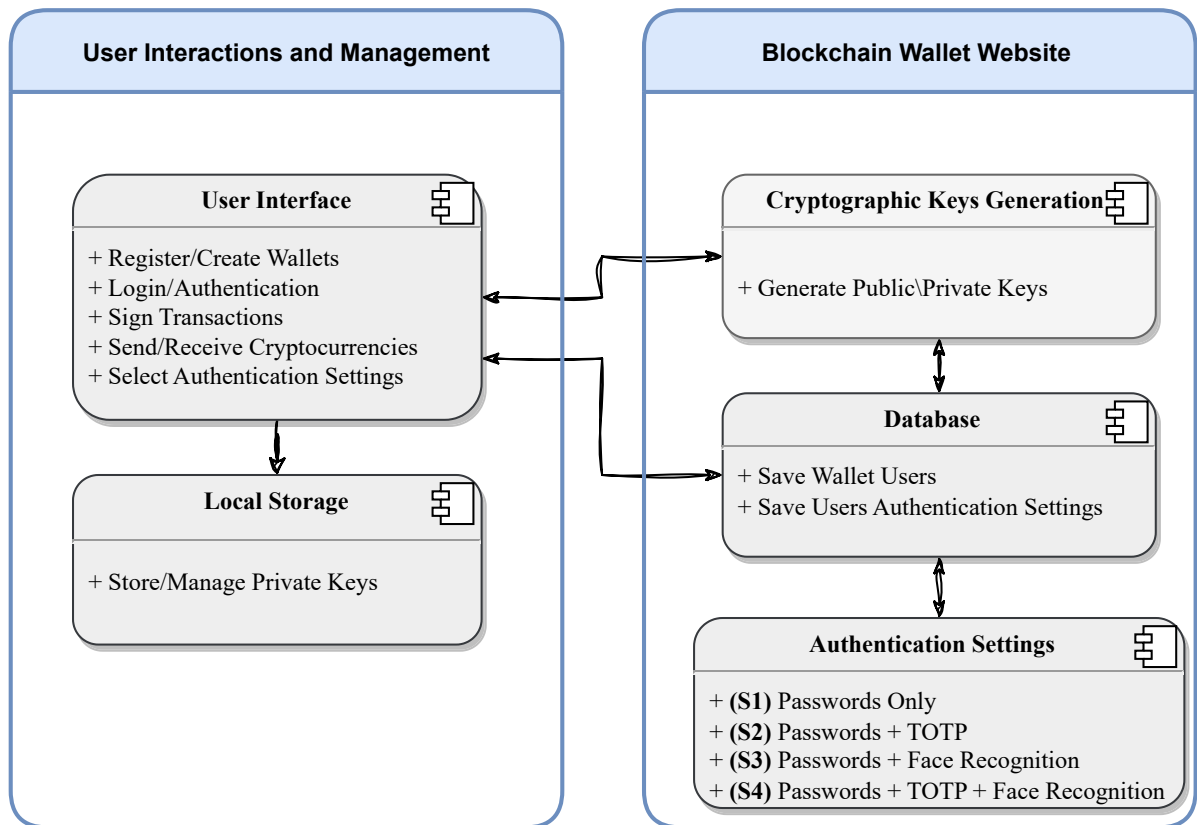 User Interactions and Management
User Interface
+ Register/Create Wallets
+ Login/Authentication
+ Sign Transactions
+ Send/Receive Cryptocurrencies
+ Select Authentication Settings
Local Storage
+ Store/Manage Private Keys
Blockchain Wallet Website
Cryptographic Keys Generation
+ Generate Public\Private Keys
Database
+ Save Wallet Users
+ Save Users Authentication Settings
Authentication Settings
+ (S1) Passwords Only
+ (S2) Passwords + TOTP
+ (S3) Passwords + Face Recognition
+ (S4) Passwords + TOTP + Face Recognition